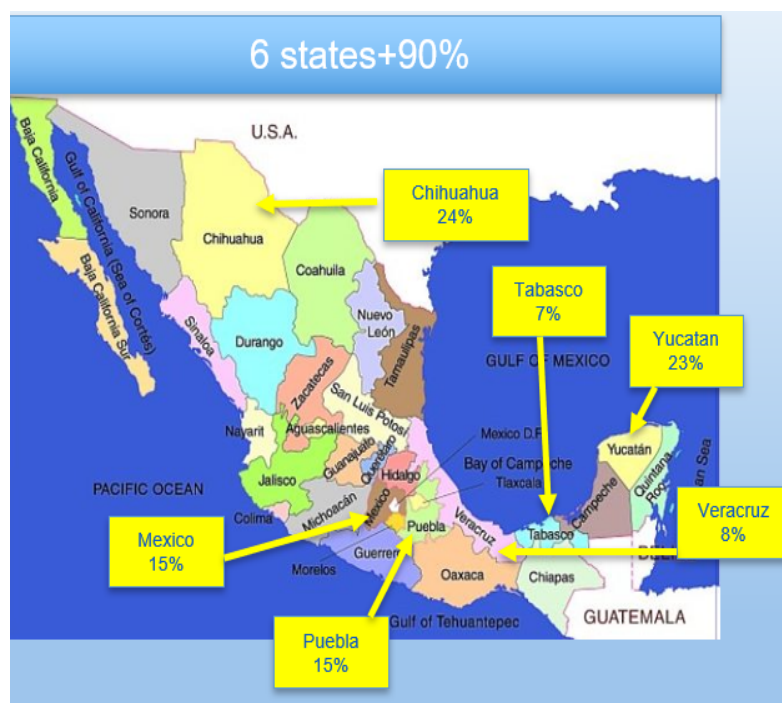 6 states+90%
U.S.A.
Baja California
Gulf of California (Sea of Cortés)
Baja California Sur
Sonora
Chihuahua
Chihuahua
24%
Coahuila
Sinaloa
Durango
Nuevo
León
Tamaulipas
Zacatecas
San Luis Potosí
Tabasco
7%
GULF OF MEXICO
Yucatan
23%
Nayarit
Aguascalientes
Guanajuato
Querétaro
Hidalgo
Mexico D.F.
Bay of Campeche
Tlaxcala
Yucatán
Quintana
Roo
Campeche
an Sea
PACIFIC OCEAN
Jalisco
Colima
Michoacán
Mexico
Puebla
Veracruz
Tabasco
Veracruz
8%
Mexico
15%
Morelos
Guerrer
Oaxaca
Chiapas
Gulf of Tehuantepec
GUATEMALA
Puebla
15%